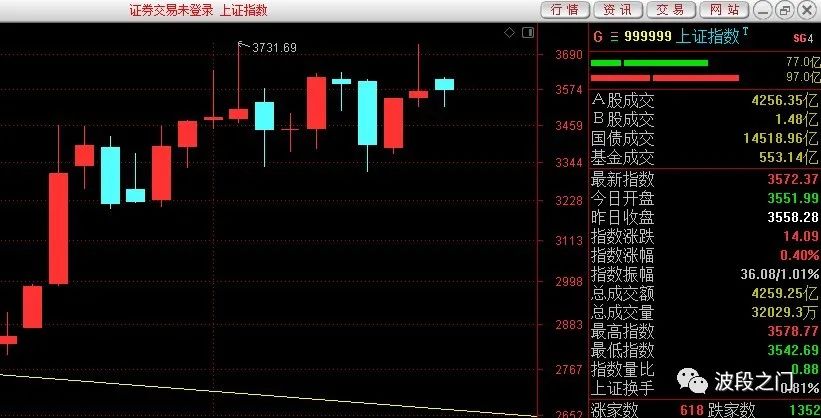 证券交易未登录 上证指数
行情 资讯 交易 网站
3731.69
3690
3574
3459
3344
3228
3113
2998
2883
2767
2652
G 三 999999 上证指数T SG4
77.0亿
97.0亿
A股成交 4256.35亿
B股成交 1.48亿
国债成交 14518.96亿
基金成交 553.14亿
最新指数 3572.37
今日开盘 3551.99
昨日收盘 3558.28
指数涨跌 14.09
指数涨幅 0.40%
指数振幅 36.08/1.01%
总成交额 4259.25亿
总成交量 32029.3万
最高指数 3578.77
最低指数 3542.69
指数量比 0.88
上证换手 0.81%
涨家数 618 跌家数 1352
波段之门